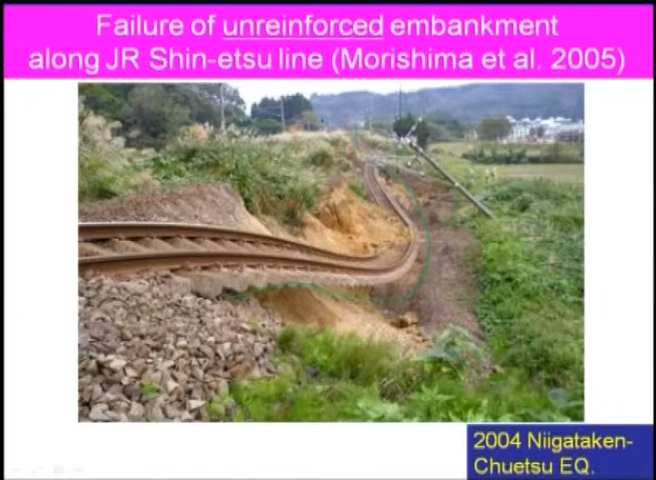 Failure of unreinforced embankment
along JR Shin-etsu line (Morishima et al. 2005)
2004 Niigataken-
Chuetsu EQ.